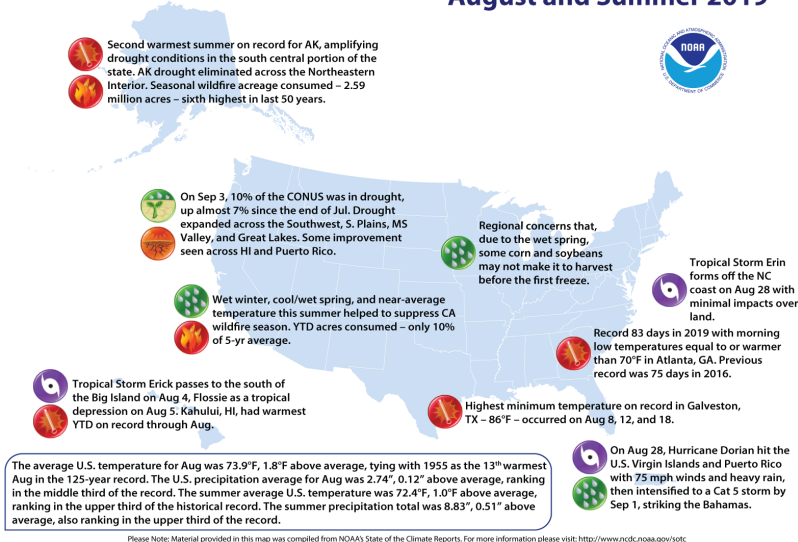 August and Summer 2019
NATIONAL OCEANIC AND ATMOSPHERIC ADMINISTRATION
NOAA
U.S. DEPARTMENT OF COMMERCE
Second warmest summer on record for AK, amplifying
drought conditions in the south central portion of the
state. AK drought eliminated across the Northeastern
Interior. Seasonal wildfire acreage consumed – 2.59
million acres – sixth highest in last 50 years.
On Sep 3, 10% of the CONUS was in drought,
up almost 7% since the end of Jul. Drought
expanded across the Southwest, S. Plains, MS
Valley, and Great Lakes. Some improvement
seen across HI and Puerto Rico.
Regional concerns that,
due to the wet spring,
some corn and soybeans
may not make it to harvest
before the first freeze.
Tropical Storm Erin
forms off the NC
coast on Aug 28 with
minimal impacts over
land.
Wet winter, cool/wet spring, and near-average
temperature this summer helped to suppress CA
wildfire season. YTD acres consumed – only 10%
of 5-yr average.
Record 83 days in 2019 with morning
low temperatures equal to or warmer
than 70°F in Atlanta, GA. Previous
record was 75 days in 2016.
Tropical Storm Erick passes to the south of
the Big Island on Aug 4, Flossie as a tropical
depression on Aug 5. Kahului, HI, had warmest
YTD on record through Aug.
Highest minimum temperature on record in Galveston,
TX – 86°F – occurred on Aug 8, 12, and 18.
On Aug 28, Hurricane Dorian hit the
U.S. Virgin Islands and Puerto Rico
with 75 mph winds and heavy rain,
then intensified to a Cat 5 storm by
Sep 1, striking the Bahamas.
The average U.S. temperature for Aug was 73.9°F, 1.8°F above average, tying with 1955 as the 13th warmest
Aug in the 125-year record. The U.S. precipitation average for Aug was 2.74”, 0.12” above average, ranking
in the middle third of the record. The summer average U.S. temperature was 72.4°F, 1.0°F above average,
ranking in the upper third of the historical record. The summer precipitation total was 8.83”, 0.51” above
average, also ranking in the upper third of the record.
Please Note: Material provided in this map was compiled from NOAA's State of the Climate Reports. For more information please visit: http://www.ncdc.noaa.gov/sotc